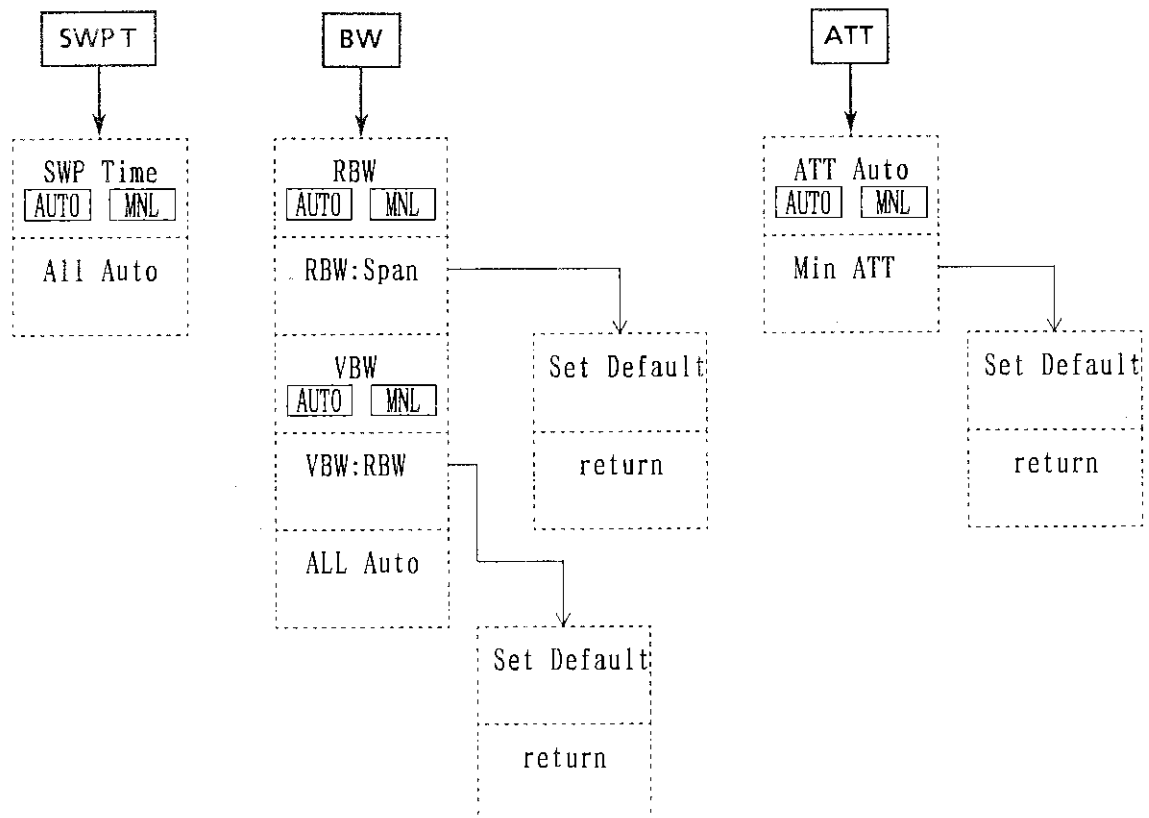 SWPT
SWP Time
AUTO MNL
All Auto
BW
RBW
AUTO MNL
RBW:Span
VBW
AUTO MNL
VBW:RBW
ALL Auto
Set Default
return
Set Default
return
ATT
ATT Auto
AUTO MNL
Min ATT
Set Default
return